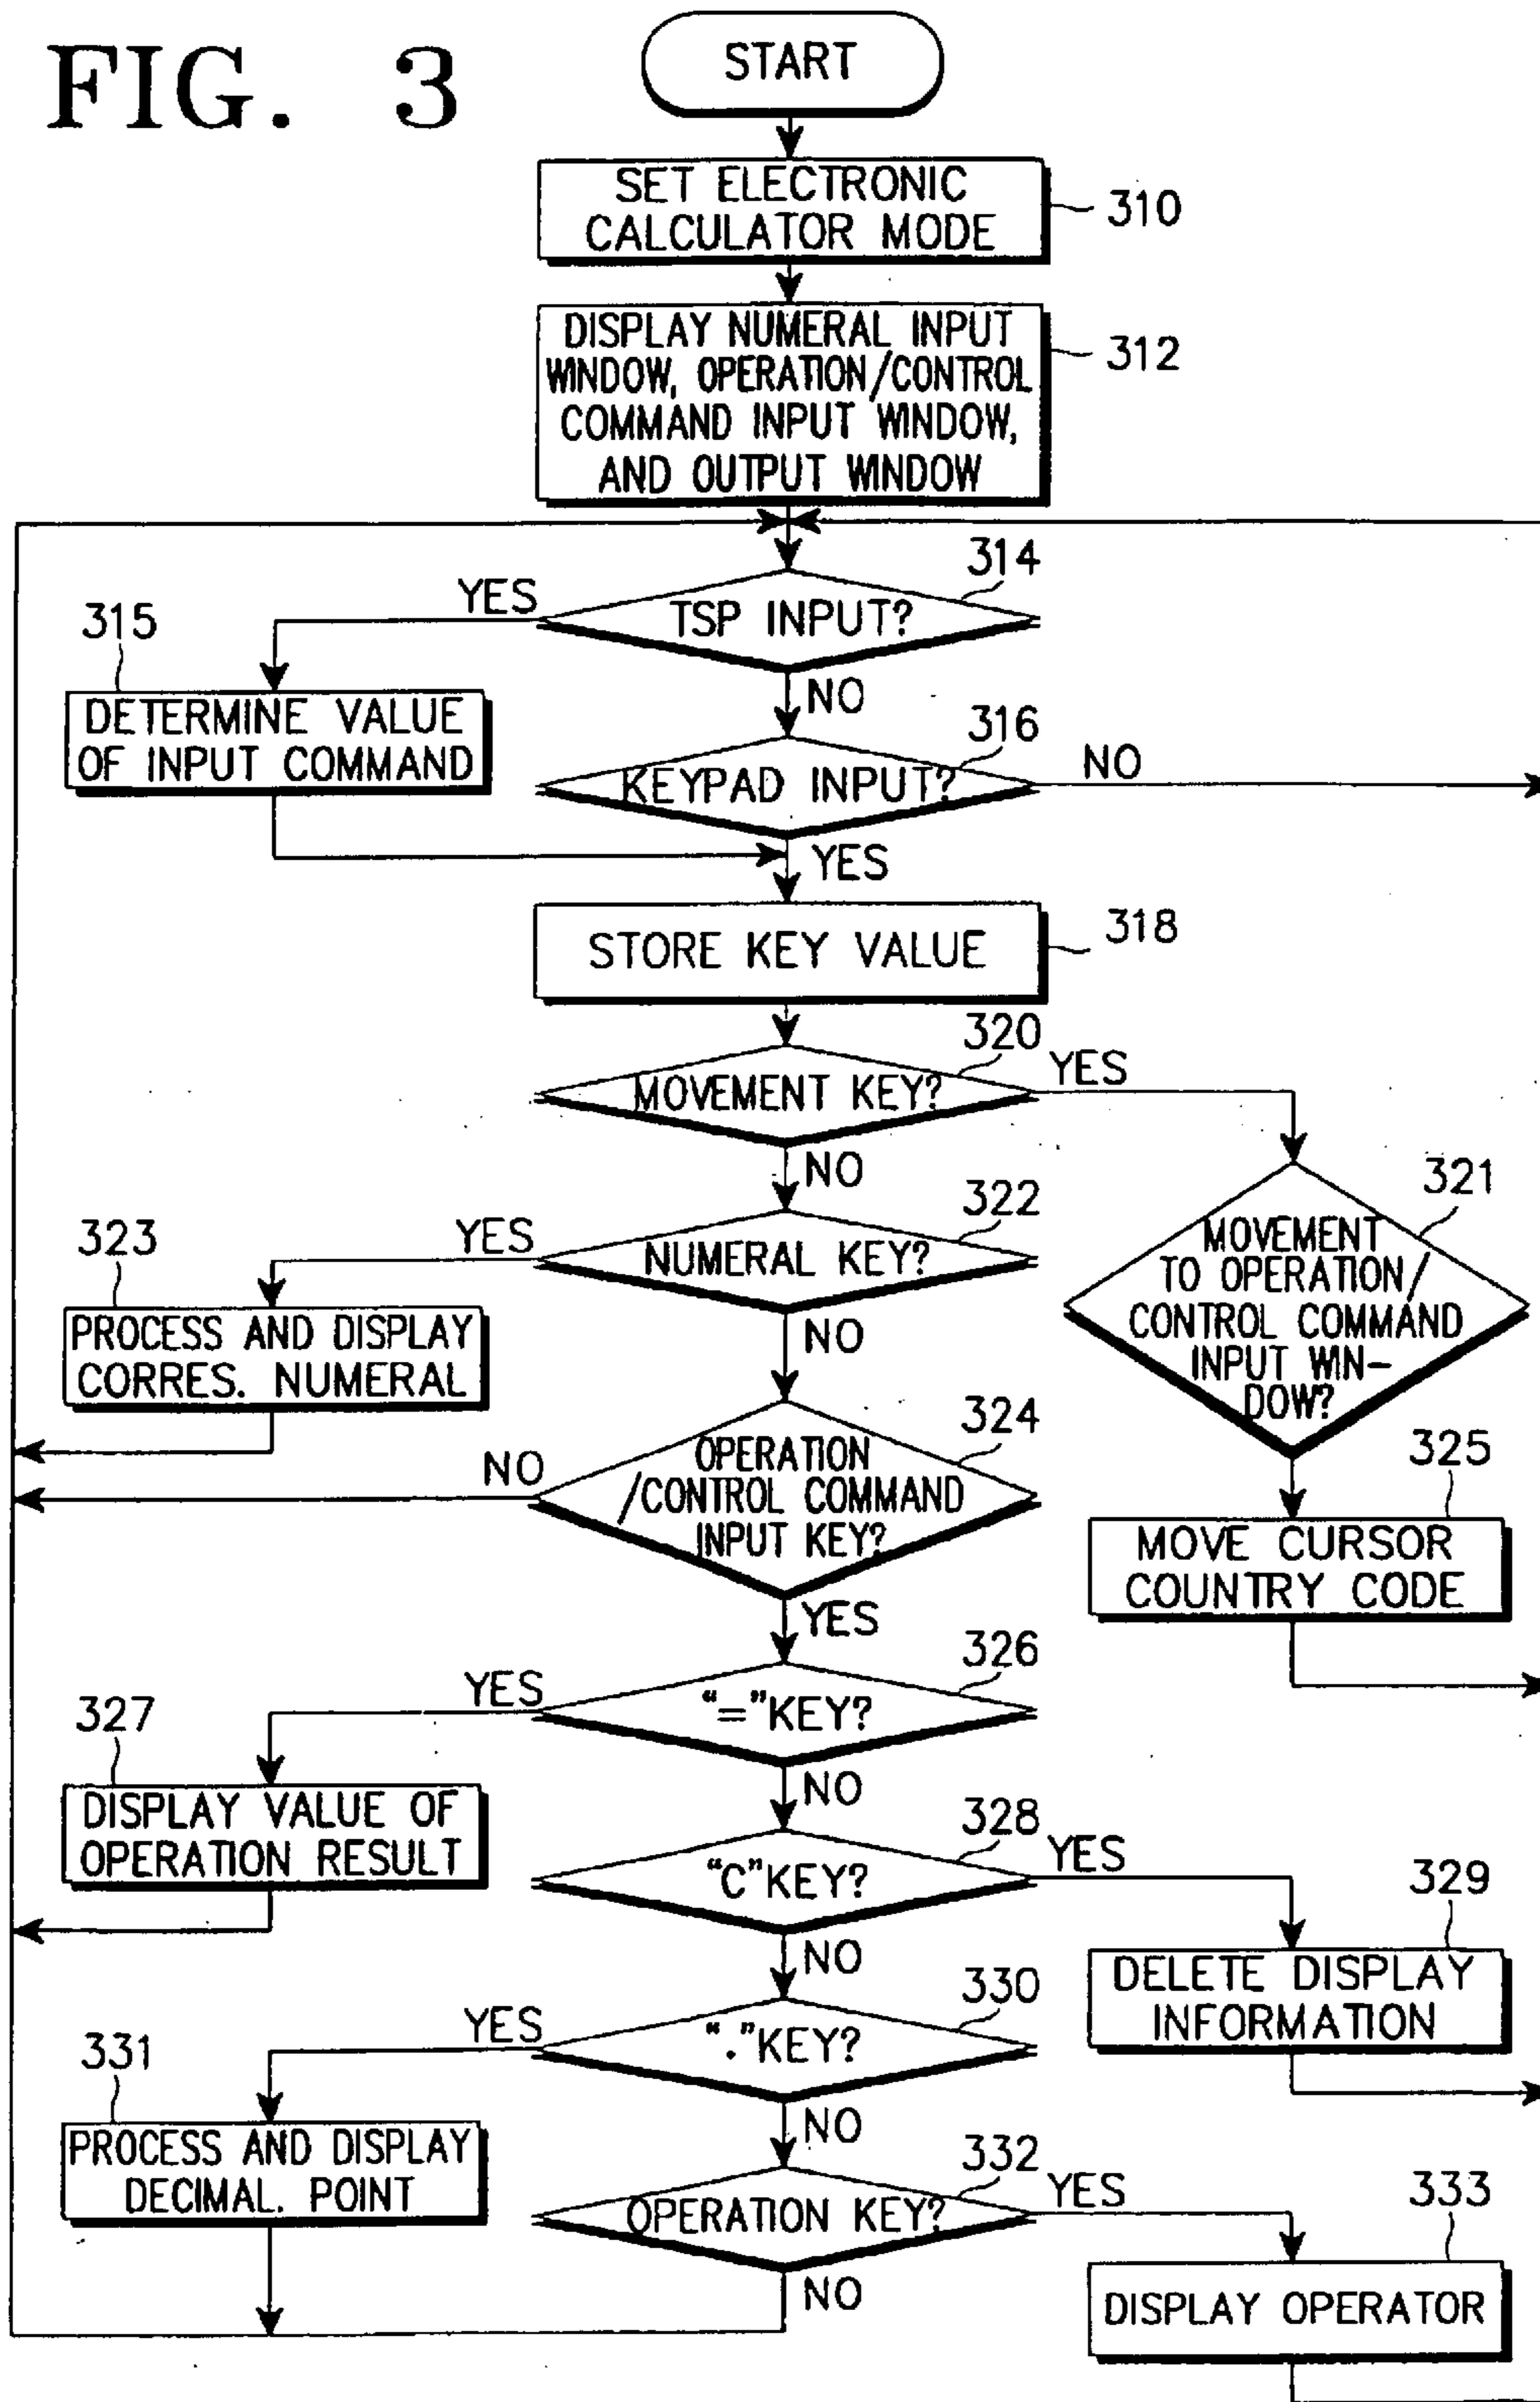 FIG. 3
START
SET ELECTRONIC
CALCULATOR MODE
310
DISPLAY NUMERAL INPUT
WINDOW, OPERATION/CONTROL
COMMAND INPUT WINDOW,
AND OUTPUT WINDOW
312
314
TSP INPUT?
YES
NO
315
DETERMINE VALUE
OF INPUT COMMAND
316
KEYPAD INPUT?
NO
YES
STORE KEY VALUE
318
320
MOVEMENT KEY?
YES
NO
321
MOVEMENT
TO OPERATION/
CONTROL COMMAND
INPUT WIN-
DOW?
322
NUMERAL KEY?
YES
NO
323
PROCESS AND DISPLAY
CORRES. NUMERAL
324
OPERATION
/CONTROL COMMAND
INPUT KEY?
NO
YES
325
MOVE CURSOR
COUNTRY CODE
326
“=”KEY?
YES
NO
327
DISPLAY VALUE OF
OPERATION RESULT
328
“C”KEY?
YES
NO
329
DELETE DISPLAY
INFORMATION
330
“.”KEY?
YES
NO
331
PROCESS AND DISPLAY
DECIMAL. POINT
332
OPERATION KEY?
YES
NO
333
DISPLAY OPERATOR